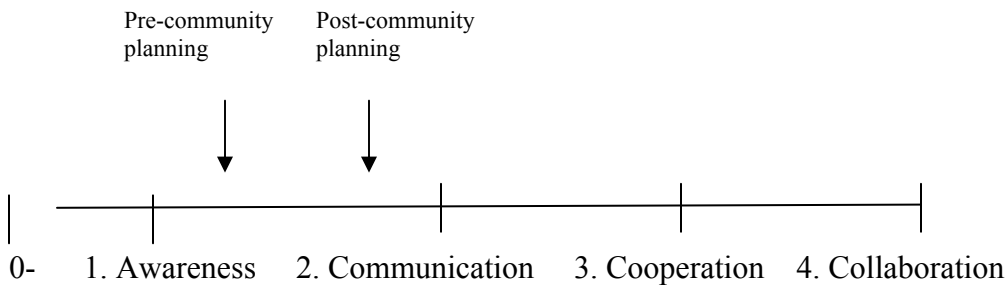 Pre-community
planning
Post-community
planning
0- 1. Awareness 2. Communication 3. Cooperation 4. Collaboration